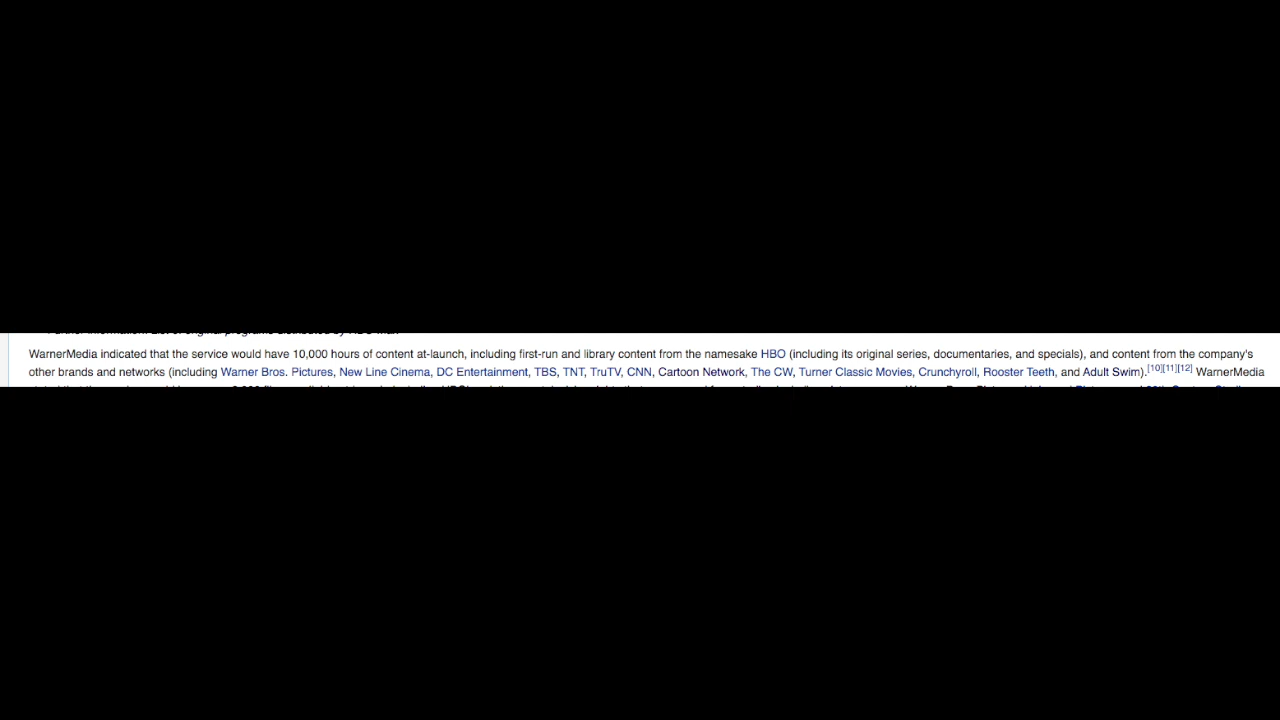 WarnerMedia indicated that the service would have 10,000 hours of content at-launch, including first-run and library content from the namesake HBO (including its original series, documentaries, and specials), and content from the company's
other brands and networks (including Warner Bros. Pictures, New Line Cinema, DC Entertainment, TBS, TNT, TruTV, CNN, Cartoon Network, The CW, Turner Classic Movies, Crunchyroll, Rooster Teeth, and Adult Swim).[10][11][12] WarnerMedia